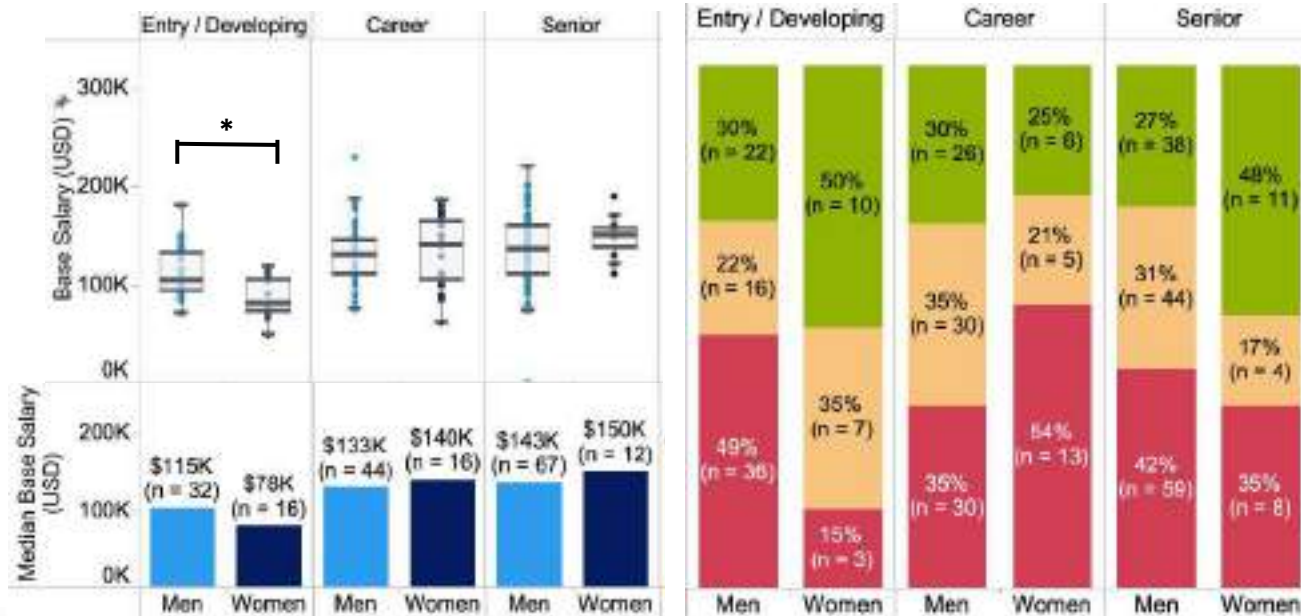 Entry / Developing
Career
Senior
Base Salary (USD)
300K
200K
100K
0K
*
Median Base Salary
(USD)
200K
100K
0K
$115K
(n = 32)
$78K
(n = 16)
$133K
(n = 44)
$140K
(n = 16)
$143K
(n = 67)
$150K
(n = 12)
Men
Women
Men
Women
Men
Women
Entry / Developing
Career
Senior
30%
(n = 22)
22%
(n = 16)
49%
(n = 36)
50%
(n = 10)
35%
(n = 7)
15%
(n = 3)
30%
(n = 26)
35%
(n = 30)
35%
(n = 30)
25%
(n = 6)
21%
(n = 5)
54%
(n = 13)
27%
(n = 38)
31%
(n = 44)
42%
(n = 59)
48%
(n = 11)
17%
(n = 4)
35%
(n = 8)
Men
Women
Men
Women
Men
Women